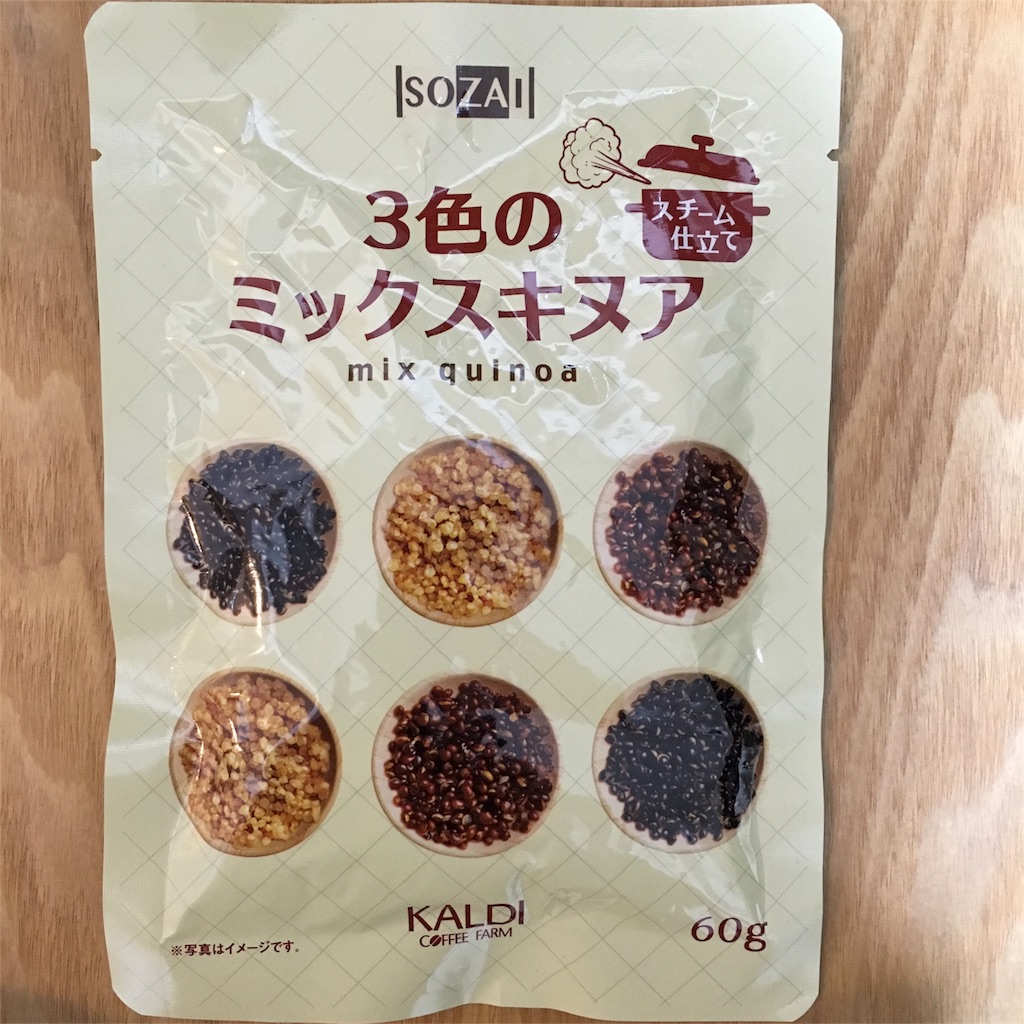 SOZAI
スチーム
仕立て
3色の
ミックスキヌア
mix quinoa
KALDI
COFFEE FARM
※写真はイメージです。
60g